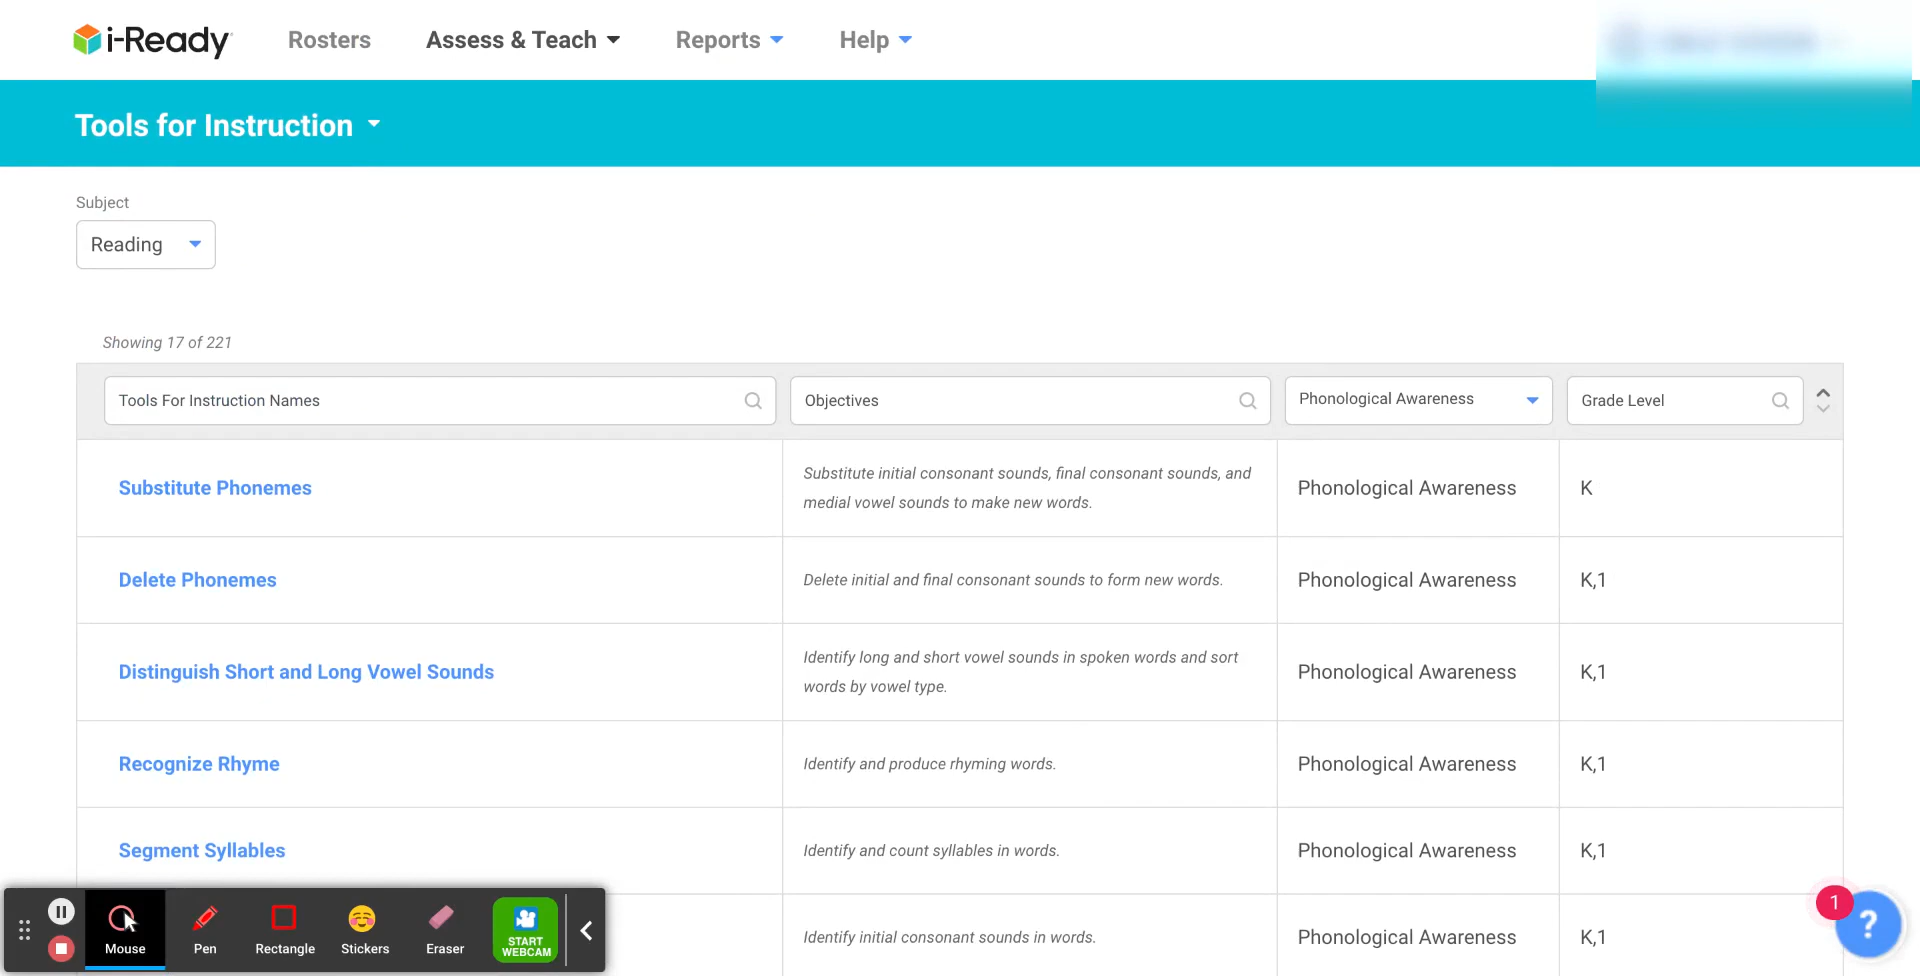 i-Ready
Rosters
Assess & Teach
Reports
Help
Tools for Instruction
Subject
Reading
Showing 17 of 221
Tools For Instruction Names
Objectives
Phonological Awareness
Grade Level
Substitute Phonemes
Substitute initial consonant sounds, final consonant sounds, and
medial vowel sounds to make new words.
Phonological Awareness
K
Delete Phonemes
Delete initial and final consonant sounds to form new words.
Phonological Awareness
K,1
Distinguish Short and Long Vowel Sounds
Identify long and short vowel sounds in spoken words and sort
words by vowel type.
Phonological Awareness
K,1
Recognize Rhyme
Identify and produce rhyming words.
Phonological Awareness
K,1
Segment Syllables
Identify and count syllables in words.
Phonological Awareness
K,1
Identify initial consonant sounds in words.
Phonological Awareness
K,1
Mouse
Pen
Rectangle
Stickers
Eraser
START
WEBCAM
1
?